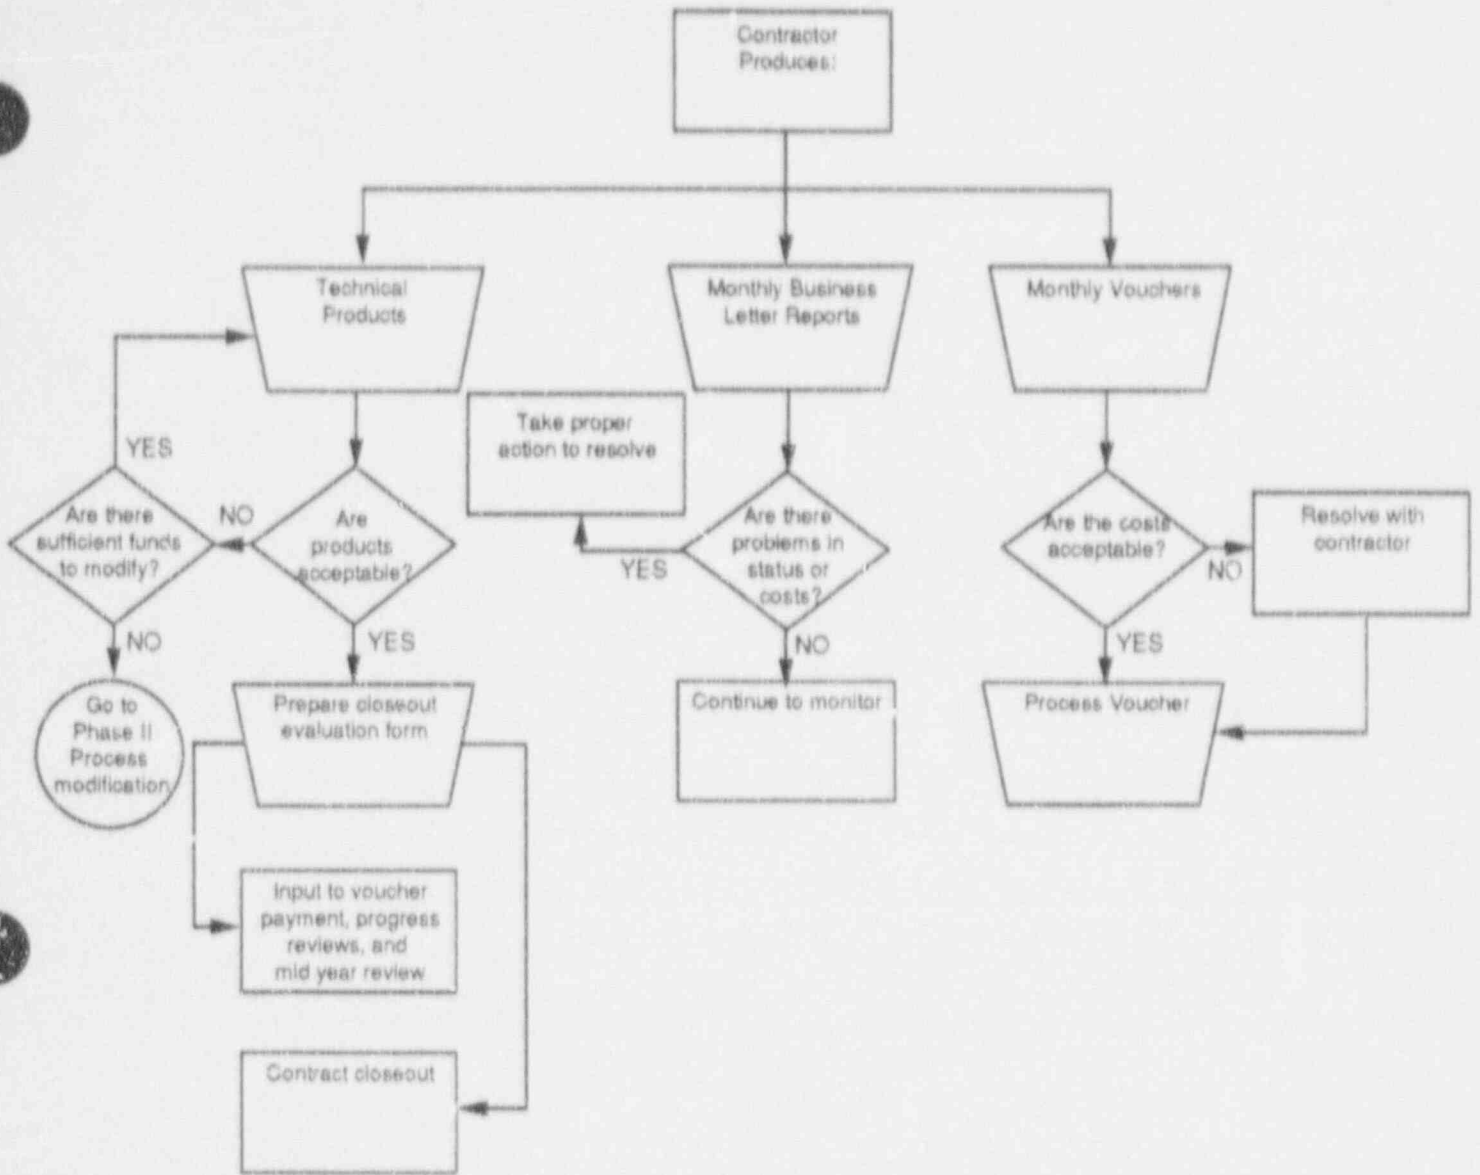 Contractor
Produces:
Technical
Products
Monthly Business
Letter Reports
Monthly Vouchers
Take proper
action to resolve
YES
Are there
sufficient funds
to modify?
NO
Are
products
acceptable?
Are there
problems in
status or
costs?
YES
Are the costs
acceptable?
NO
Resolve with
contractor
NO
YES
NO
YES
Go to
Phase II
Process
modification
Prepare closeout
evaluation form
Continue to monitor
Process Voucher
Input to voucher
payment, progress
reviews, and
mid year review
Contract closeout